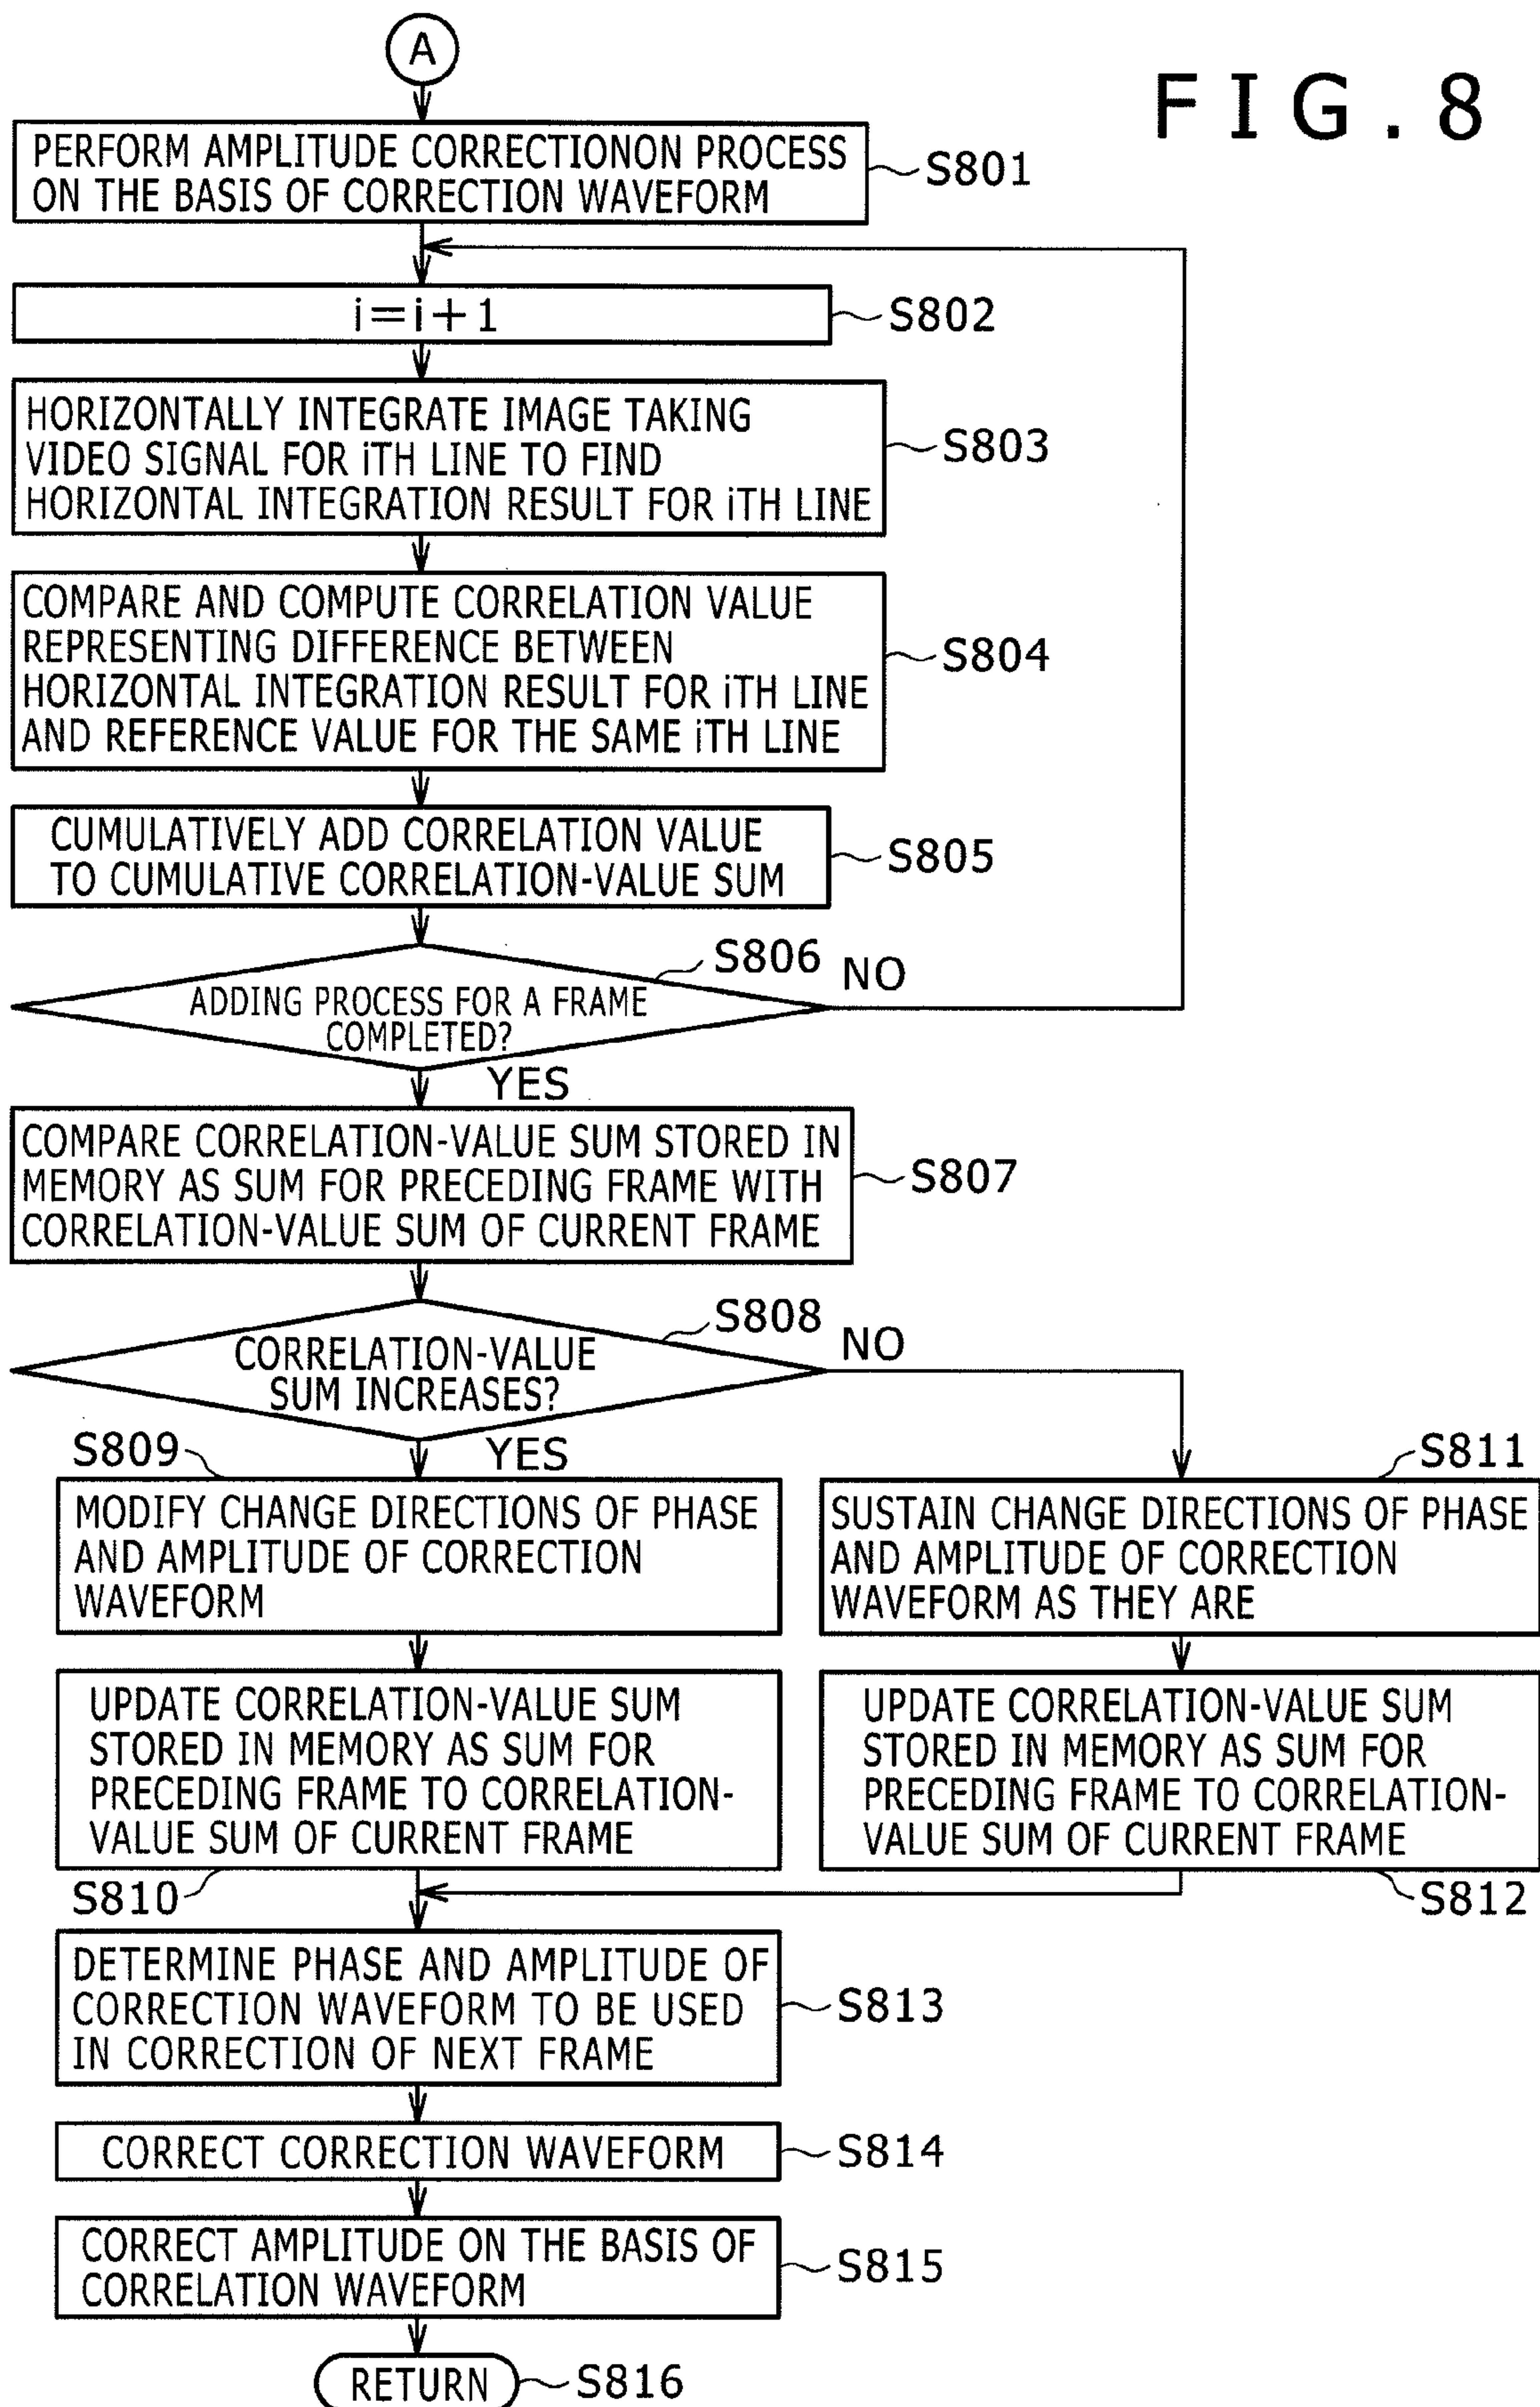 A
FIG.8
PERFORM AMPLITUDE CORRECTIONON PROCESS
ON THE BASIS OF CORRECTION WAVEFORM
S801
i=i+1
S802
HORIZONTALLY INTEGRATE IMAGE TAKING
VIDEO SIGNAL FOR iTH LINE TO FIND
HORIZONTAL INTEGRATION RESULT FOR iTH LINE
S803
COMPARE AND COMPUTE CORRELATION VALUE
REPRESENTING DIFFERENCE BETWEEN
HORIZONTAL INTEGRATION RESULT FOR iTH LINE
AND REFERENCE VALUE FOR THE SAME iTH LINE
S804
CUMULATIVELY ADD CORRELATION VALUE
TO CUMULATIVE CORRELATION-VALUE SUM
S805
S806
NO
ADDING PROCESS FOR A FRAME
COMPLETED?
YES
COMPARE CORRELATION-VALUE SUM STORED IN
MEMORY AS SUM FOR PRECEDING FRAME WITH
CORRELATION-VALUE SUM OF CURRENT FRAME
S807
S808
NO
CORRELATION-VALUE
SUM INCREASES?
YES
S809
MODIFY CHANGE DIRECTIONS OF PHASE
AND AMPLITUDE OF CORRECTION
WAVEFORM
S811
SUSTAIN CHANGE DIRECTIONS OF PHASE
AND AMPLITUDE OF CORRECTION
WAVEFORM AS THEY ARE
UPDATE CORRELATION-VALUE SUM
STORED IN MEMORY AS SUM FOR
PRECEDING FRAME TO CORRELATION-
VALUE SUM OF CURRENT FRAME
S810
UPDATE CORRELATION-VALUE SUM
STORED IN MEMORY AS SUM FOR
PRECEDING FRAME TO CORRELATION-
VALUE SUM OF CURRENT FRAME
S812
DETERMINE PHASE AND AMPLITUDE OF
CORRECTION WAVEFORM TO BE USED
IN CORRECTION OF NEXT FRAME
S813
CORRECT CORRECTION WAVEFORM
S814
CORRECT AMPLITUDE ON THE BASIS OF
CORRELATION WAVEFORM
S815
RETURN
S816